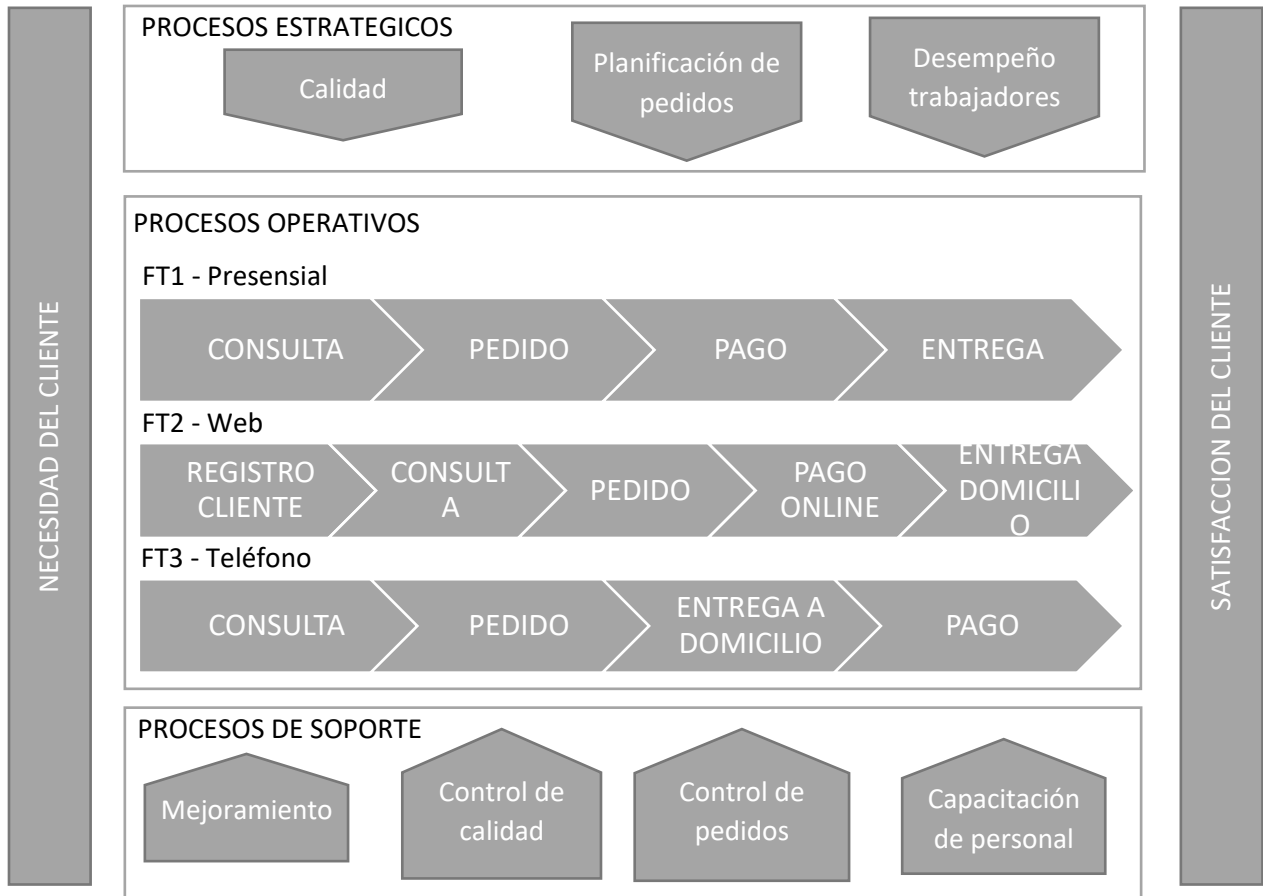 NECESIDAD DEL CLIENTE
PROCESOS ESTRATEGICOS
Calidad
Planificación de
pedidos
Desempeño
trabajadores
PROCESOS OPERATIVOS
FT1 - Presensial
CONSULTA
PEDIDO
PAGO
ENTREGA
FT2 - Web
REGISTRO
CLIENTE
CONSULT
A
PEDIDO
PAGO
ONLINE
ENTREGA
DOMICILI
O
FT3 - Teléfono
CONSULTA
PEDIDO
ENTREGA A
DOMICILIO
PAGO
PROCESOS DE SOPORTE
Mejoramiento
Control de
calidad
Control de
pedidos
Capacitación
de personal
SATISFACCION DEL CLIENTE